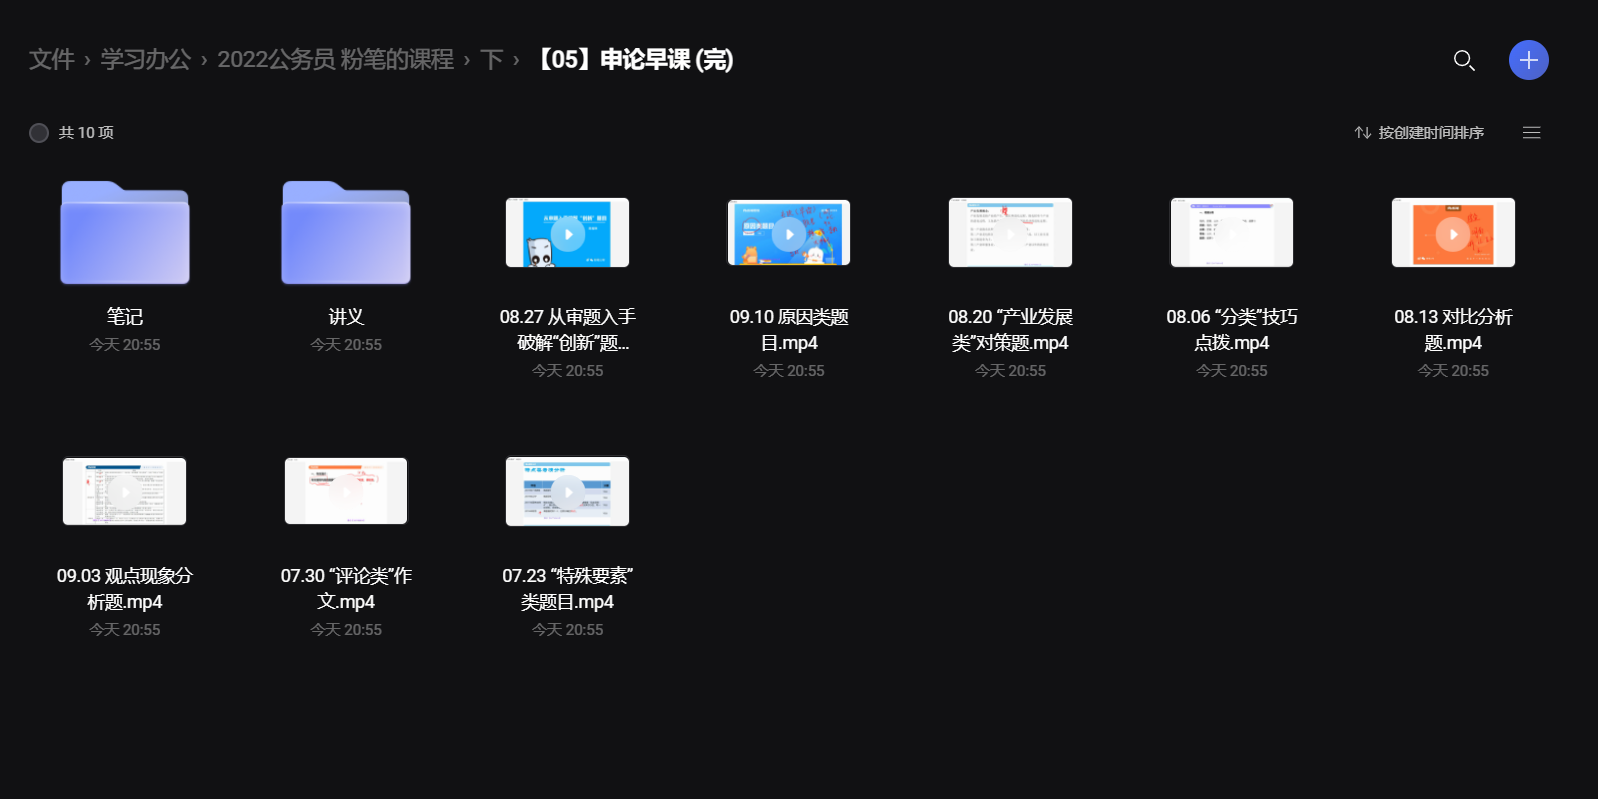 文件 › 学习办公 › 2022公务员 粉笔的课程 › 下 › 【05】申论早课 (完)
共 10 项
按创建时间排序
笔记
今天 20:55
讲义
今天 20:55
08.27 从审题入手
破解“创新”题...
今天 20:55
09.10 原因类题
目.mp4
今天 20:55
08.20 “产业发展
类”对策题.mp4
今天 20:55
08.06 “分类”技巧
点拨.mp4
今天 20:55
08.13 对比分析
题.mp4
今天 20:55
09.03 观点现象分
析题.mp4
今天 20:55
07.30 “评论类”作
文.mp4
今天 20:55
07.23 “特殊要素”
类题目.mp4
今天 20:55